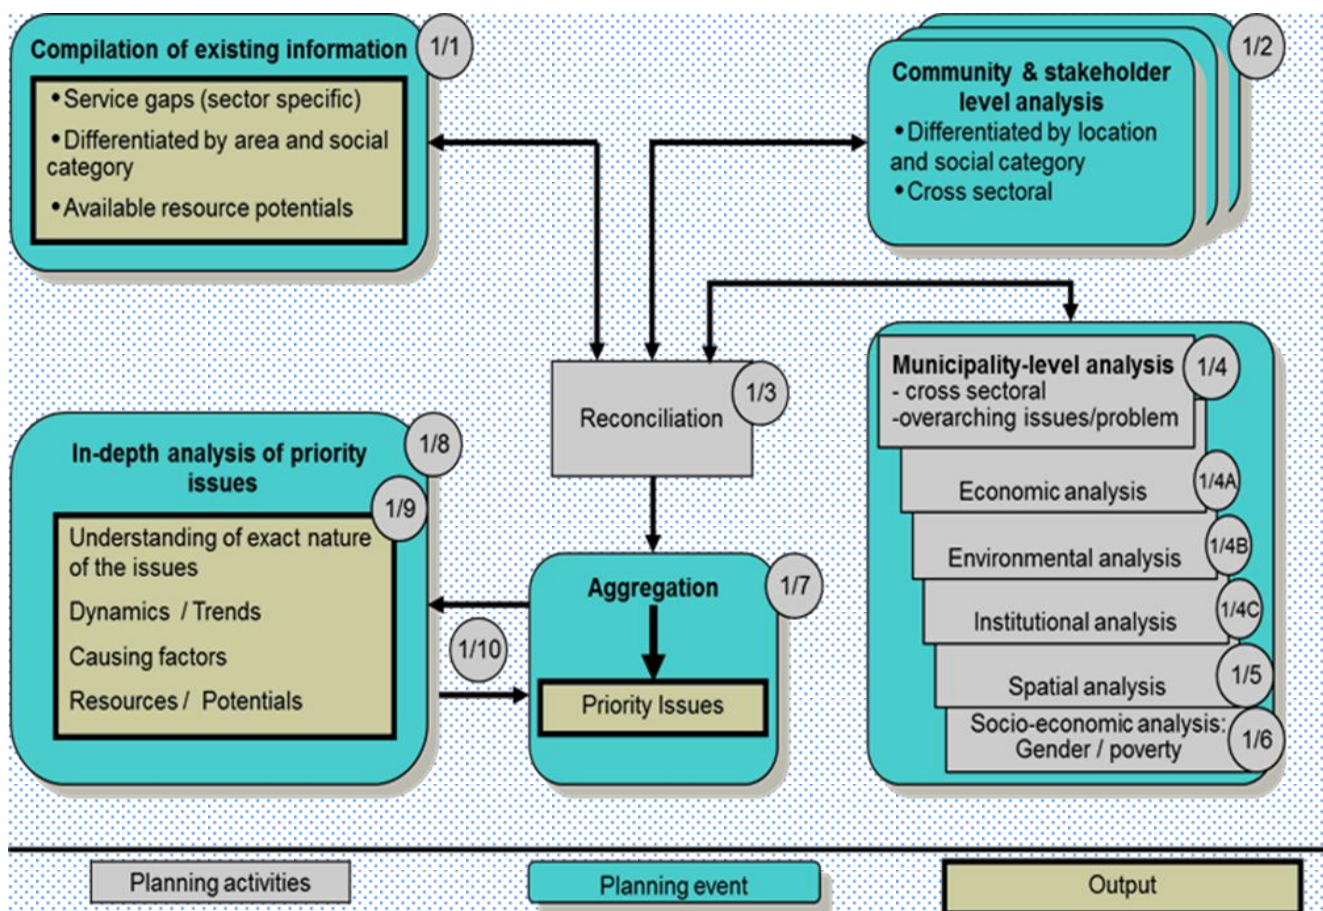 Compilation of existing information
1/1
•Service gaps (sector specific)
•Differentiated by area and social
category
•Available resource potentials
1/2
Community & stakeholder
level analysis
•Differentiated by location
and social category
•Cross sectoral
Reconciliation
1/3
Municipality-level analysis
- cross sectoral
-overarching issues/problem
1/4
Economic analysis
1/4A
Environmental analysis
1/4B
Institutional analysis
1/4C
Spatial analysis
1/5
Socio-economic analysis:
Gender / poverty
1/6
In-depth analysis of priority
issues
1/8
1/9
Understanding of exact nature
of the issues
Dynamics / Trends
Causing factors
Resources / Potentials
1/10
Aggregation
1/7
Priority Issues
Planning activities
Planning event
Output